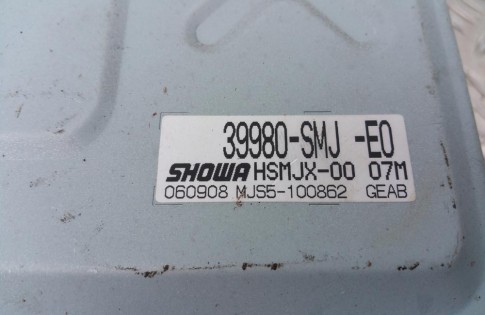 39980-SMJ -E0
SHOWA HSMJX-00 07M
060908 MJS5-100862 GEAB